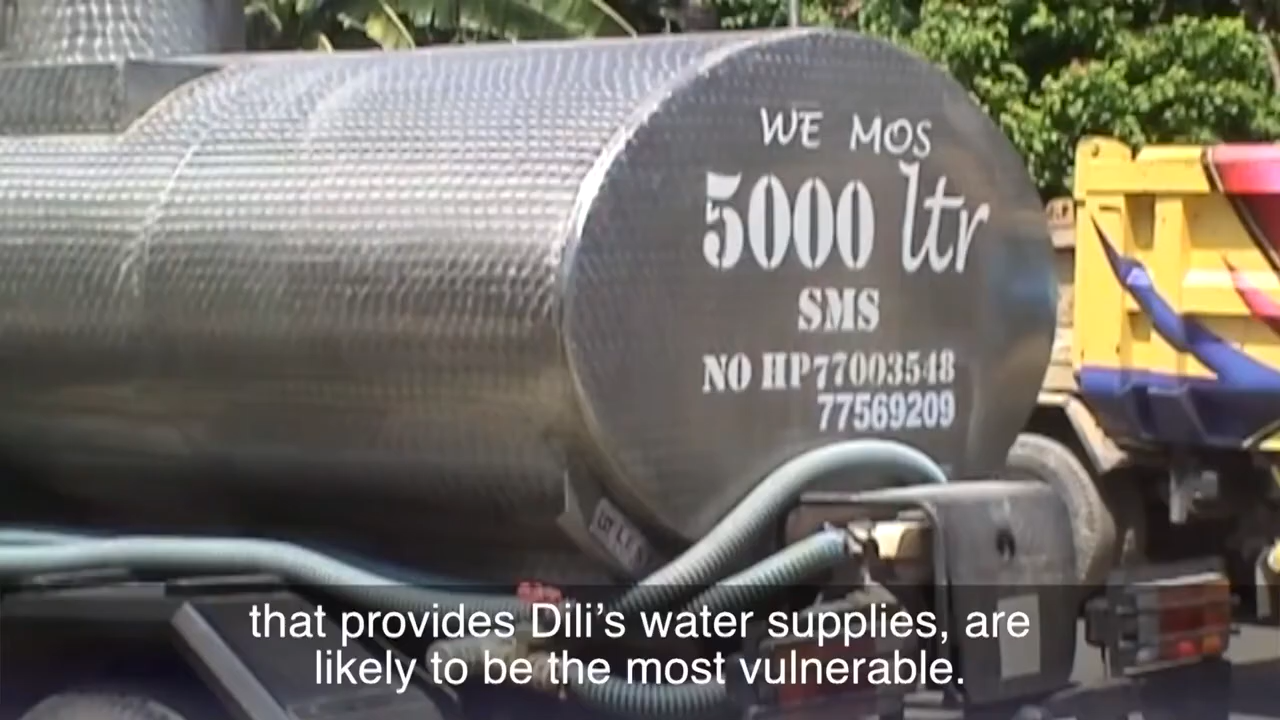 WE MOS
5000 ltr
SMS
NO HP77003548
77569209
that provides Dili's water supplies, are
likely to be the most vulnerable.